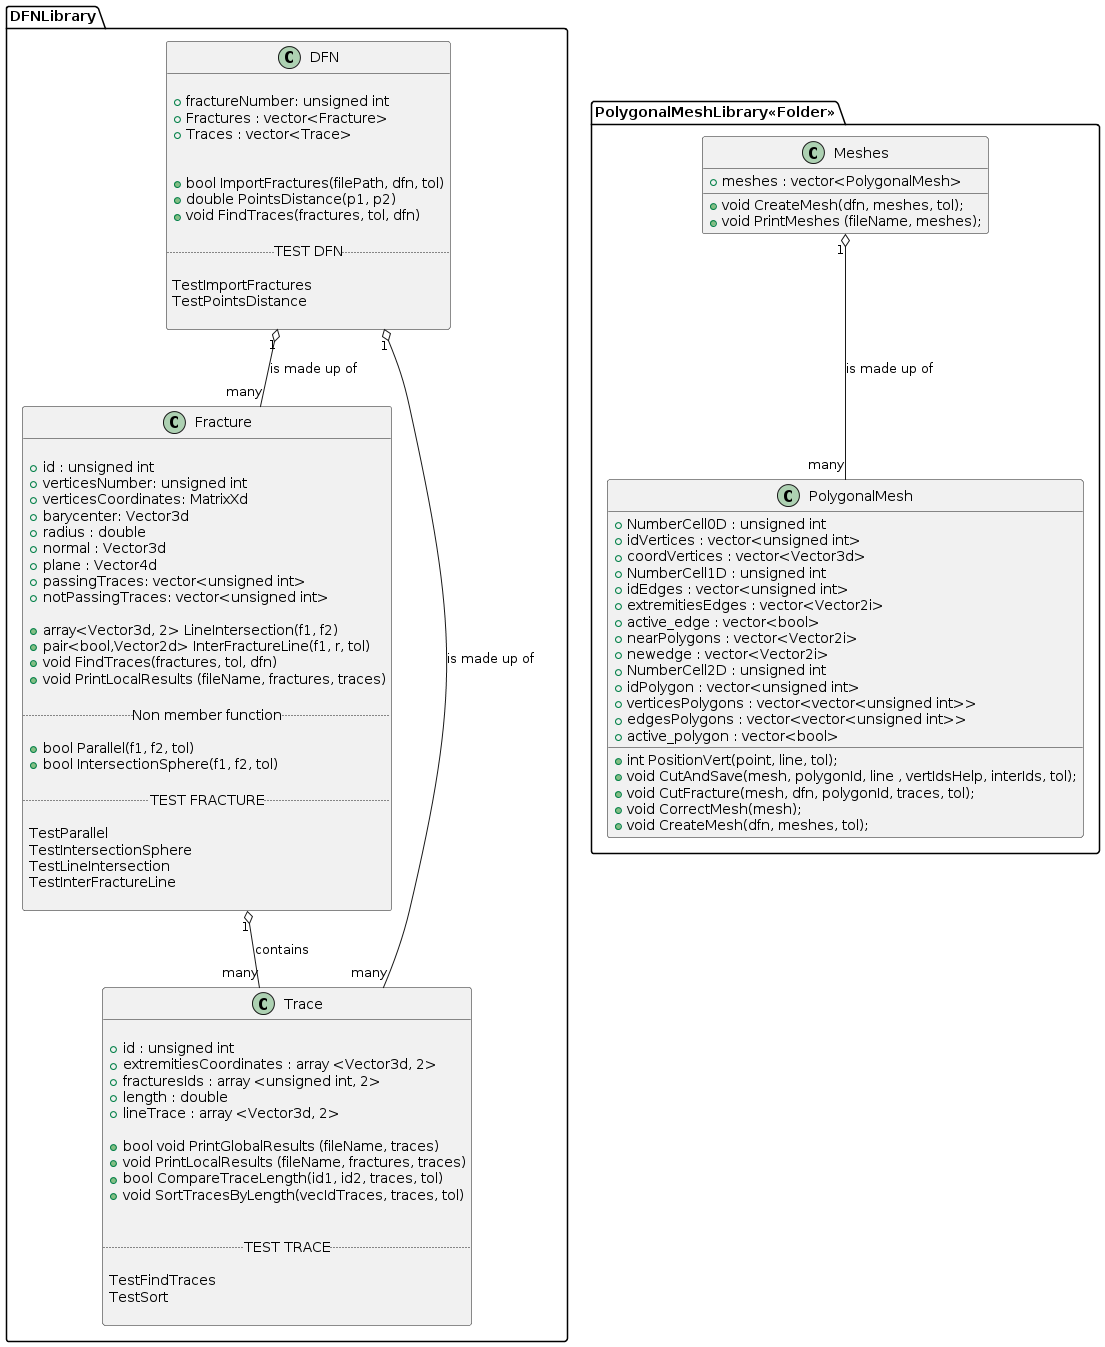 DFNLibrary
C DFN
fractureNumber: unsigned int
Fractures : vector<Fracture>
Traces : vector<Trace>
bool ImportFractures(filePath, dfn, tol)
double PointsDistance(p1, p2)
void FindTraces(fractures, tol, dfn)
TEST DFN
TestImportFractures
TestPointsDistance
1
1
is made up of
many
C Fracture
id : unsigned int
verticesNumber: unsigned int
verticesCoordinates: MatrixXd
barycenter: Vector3d
radius : double
normal : Vector3d
plane : Vector4d
passingTraces: vector<unsigned int>
notPassingTraces: vector<unsigned int>
array<Vector3d, 2> LineIntersection(f1, f2)
pair<bool,Vector2d> InterFractureLine(f1, r, tol)
void FindTraces(fractures, tol, dfn)
void PrintLocalResults (fileName, fractures, traces)
Non member function
bool Parallel(f1, f2, tol)
bool IntersectionSphere(f1, f2, tol)
TEST FRACTURE
TestParallel
TestIntersectionSphere
TestLineIntersection
TestInterFractureLine
is made up of
1
contains
many
many
C Trace
id : unsigned int
extremitiesCoordinates : array <Vector3d, 2>
fracturesIds : array <unsigned int, 2>
length : double
lineTrace : array <Vector3d, 2>
bool void PrintGlobalResults (fileName, traces)
void PrintLocalResults (fileName, fractures, traces)
bool CompareTraceLength(id1, id2, traces, tol)
void SortTracesByLength(vecIdTraces, traces, tol)
TEST TRACE
TestFindTraces
TestSort
PolygonalMeshLibrary«Folder»
C Meshes
meshes : vector<PolygonalMesh>
void CreateMesh(dfn, meshes, tol);
void PrintMeshes (fileName, meshes);
1
is made up of
many
C PolygonalMesh
NumberCell0D : unsigned int
idVertices : vector<unsigned int>
coordVertices : vector<Vector3d>
NumberCell1D : unsigned int
idEdges : vector<unsigned int>
extremitiesEdges : vector<Vector2i>
active_edge : vector<bool>
nearPolygons : vector<Vector2i>
newedge : vector<Vector2i>
NumberCell2D : unsigned int
idPolygon : vector<unsigned int>
verticesPolygons : vector<vector<unsigned int>>
edgesPolygons : vector<vector<unsigned int>>
active_polygon : vector<bool>
int PositionVert(point, line, tol);
void CutAndSave(mesh, polygonId, line , vertIdsHelp, interIds, tol);
void CutFracture(mesh, dfn, polygonId, traces, tol);
void CorrectMesh(mesh);
void CreateMesh(dfn, meshes, tol);